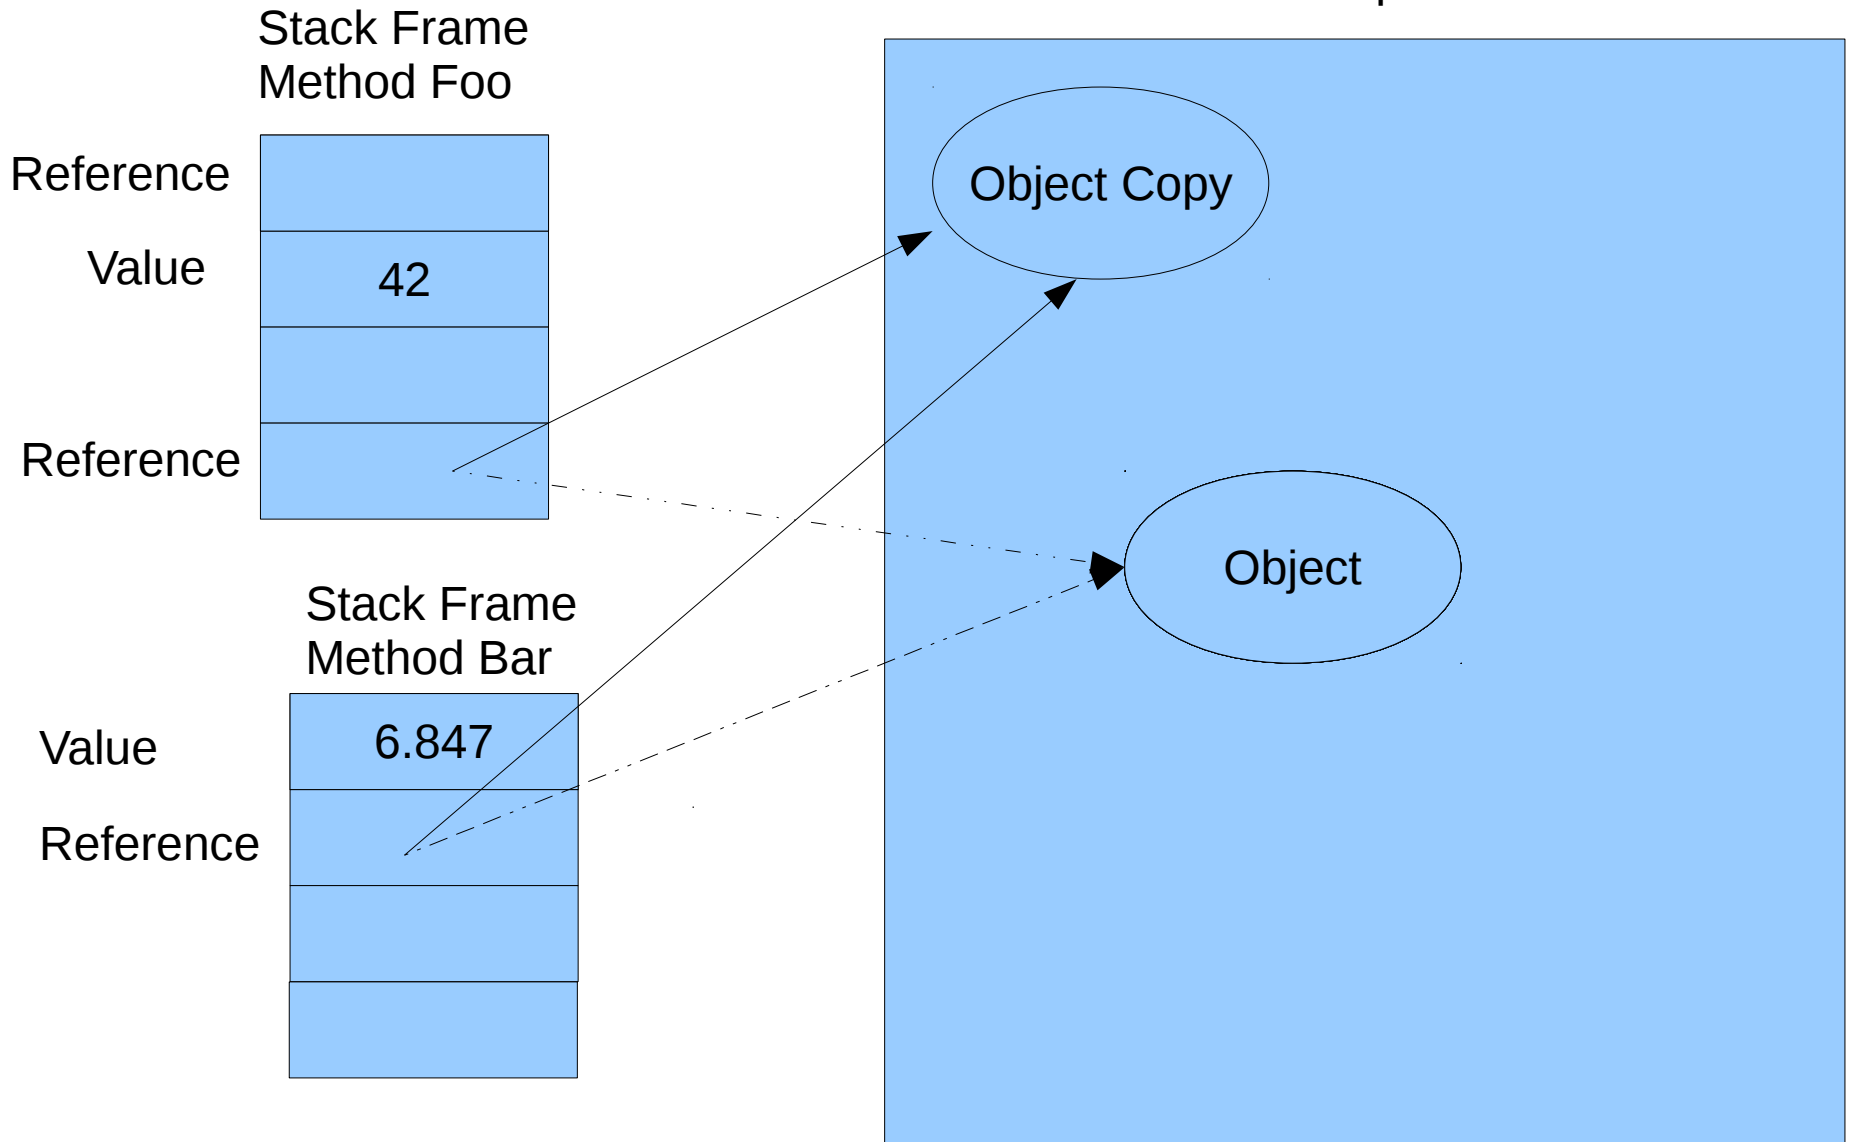 Stack Frame
Method Foo
Reference
Value
42
Reference
Object Copy
Object
Stack Frame
Method Bar
Value
6.847
Reference